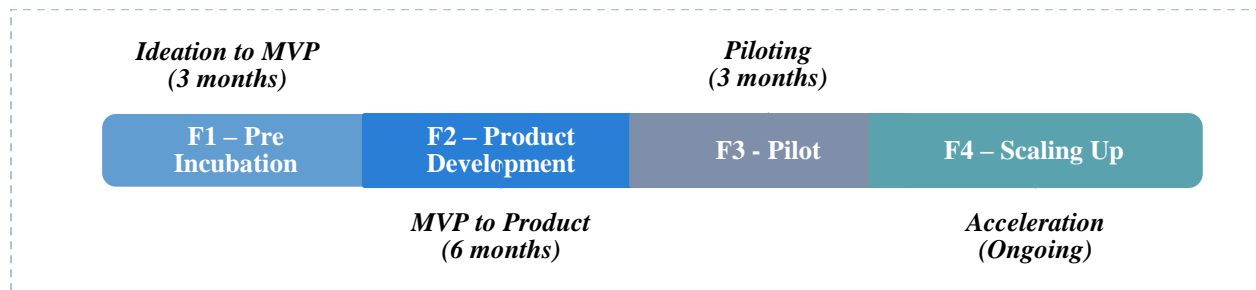 Ideation to MVP
(3 months)
Piloting
(3 months)
F1 – Pre
Incubation
F2 – Product
Development
F3 - Pilot
F4 – Scaling Up
MVP to Product
(6 months)
Acceleration
(Ongoing)